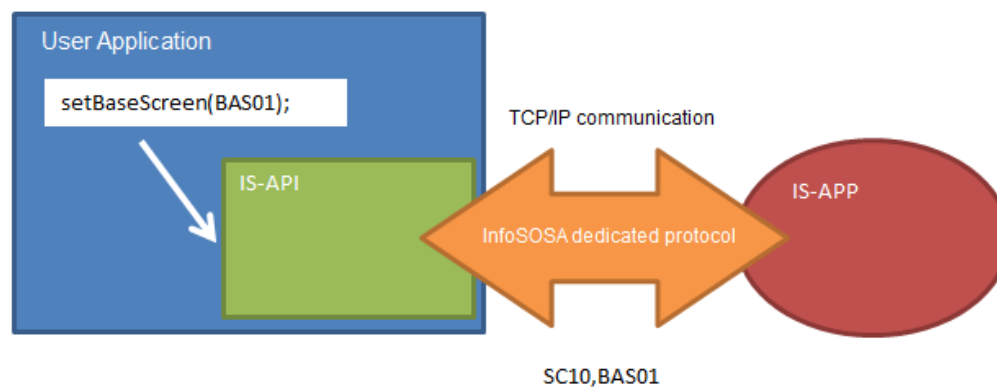 User Application
setBaseScreen(BAS01);
TCP/IP communication
IS-API
IS-APP
InfoSOSA dedicated protocol
SC10,BAS01